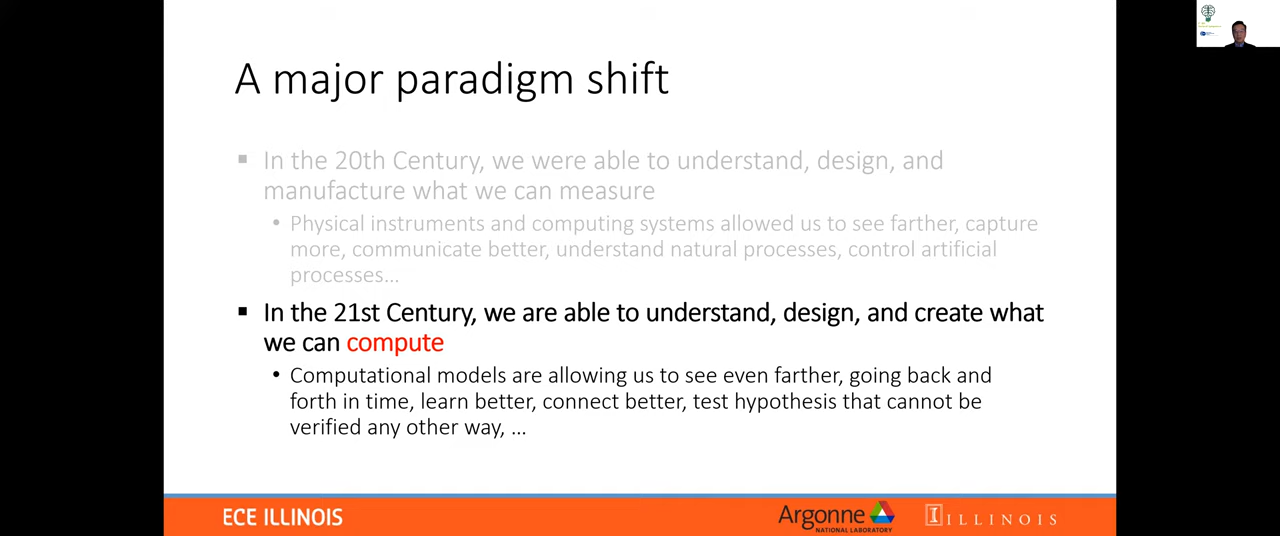 A major paradigm shift
In the 20th Century, we were able to understand, design, and
manufacture what we can measure
Physical instruments and computing systems allowed us to see farther, capture
more, communicate better, understand natural processes, control artificial
processes…
In the 21st Century, we are able to understand, design, and create what
we can compute
Computational models are allowing us to see even farther, going back and
forth in time, learn better, connect better, test hypothesis that cannot be
verified any other way, …
ECE ILLINOIS
Argonne
NATIONAL LABORATORY
ILLINOIS